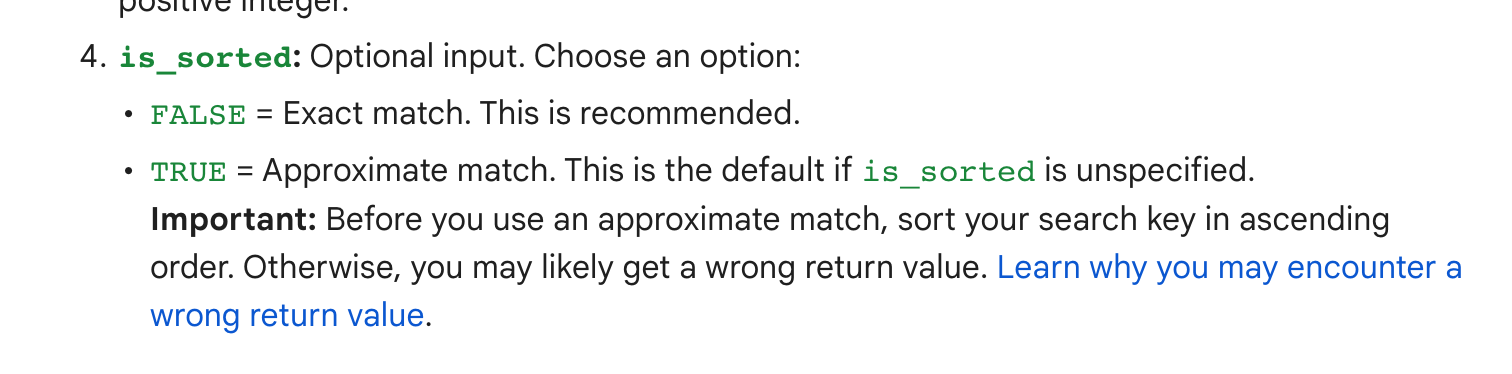 positive integer.
4. is_sorted: Optional input. Choose an option:
• FALSE = Exact match. This is recommended.
• TRUE = Approximate match. This is the default if is_sorted is unspecified.
Important: Before you use an approximate match, sort your search key in ascending
order. Otherwise, you may likely get a wrong return value. Learn why you may encounter a
wrong return value.